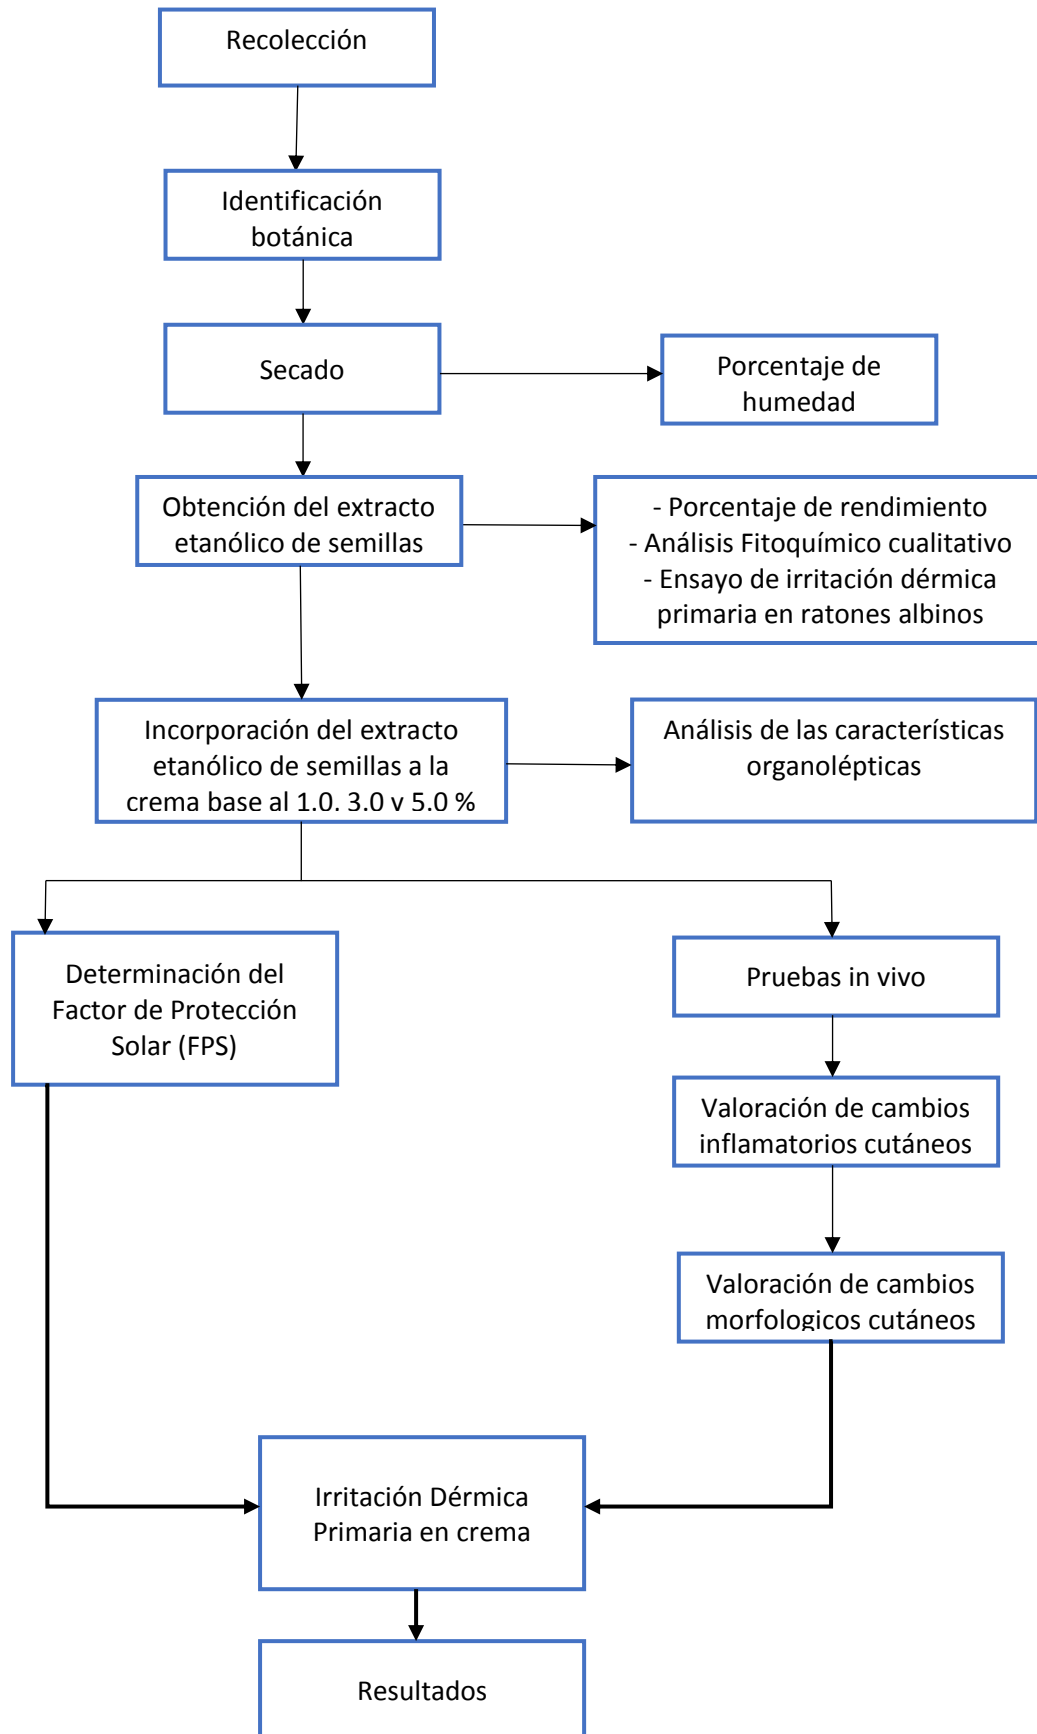 Recolección
Identificación
botánica
Secado
Porcentaje de
humedad
Obtención del extracto
etanólico de semillas
- Porcentaje de rendimiento
- Análisis Fitoquímico cualitativo
- Ensayo de irritación dérmica
primaria en ratones albinos
Incorporación del extracto
etanólico de semillas a la
crema base al 1.0. 3.0 y 5.0 %
Análisis de las características
organolépticas
Determinación del
Factor de Protección
Solar (FPS)
Pruebas in vivo
Valoración de cambios
inflamatorios cutáneos
Valoración de cambios
morfologicos cutáneos
Irritación Dérmica
Primaria en crema
Resultados